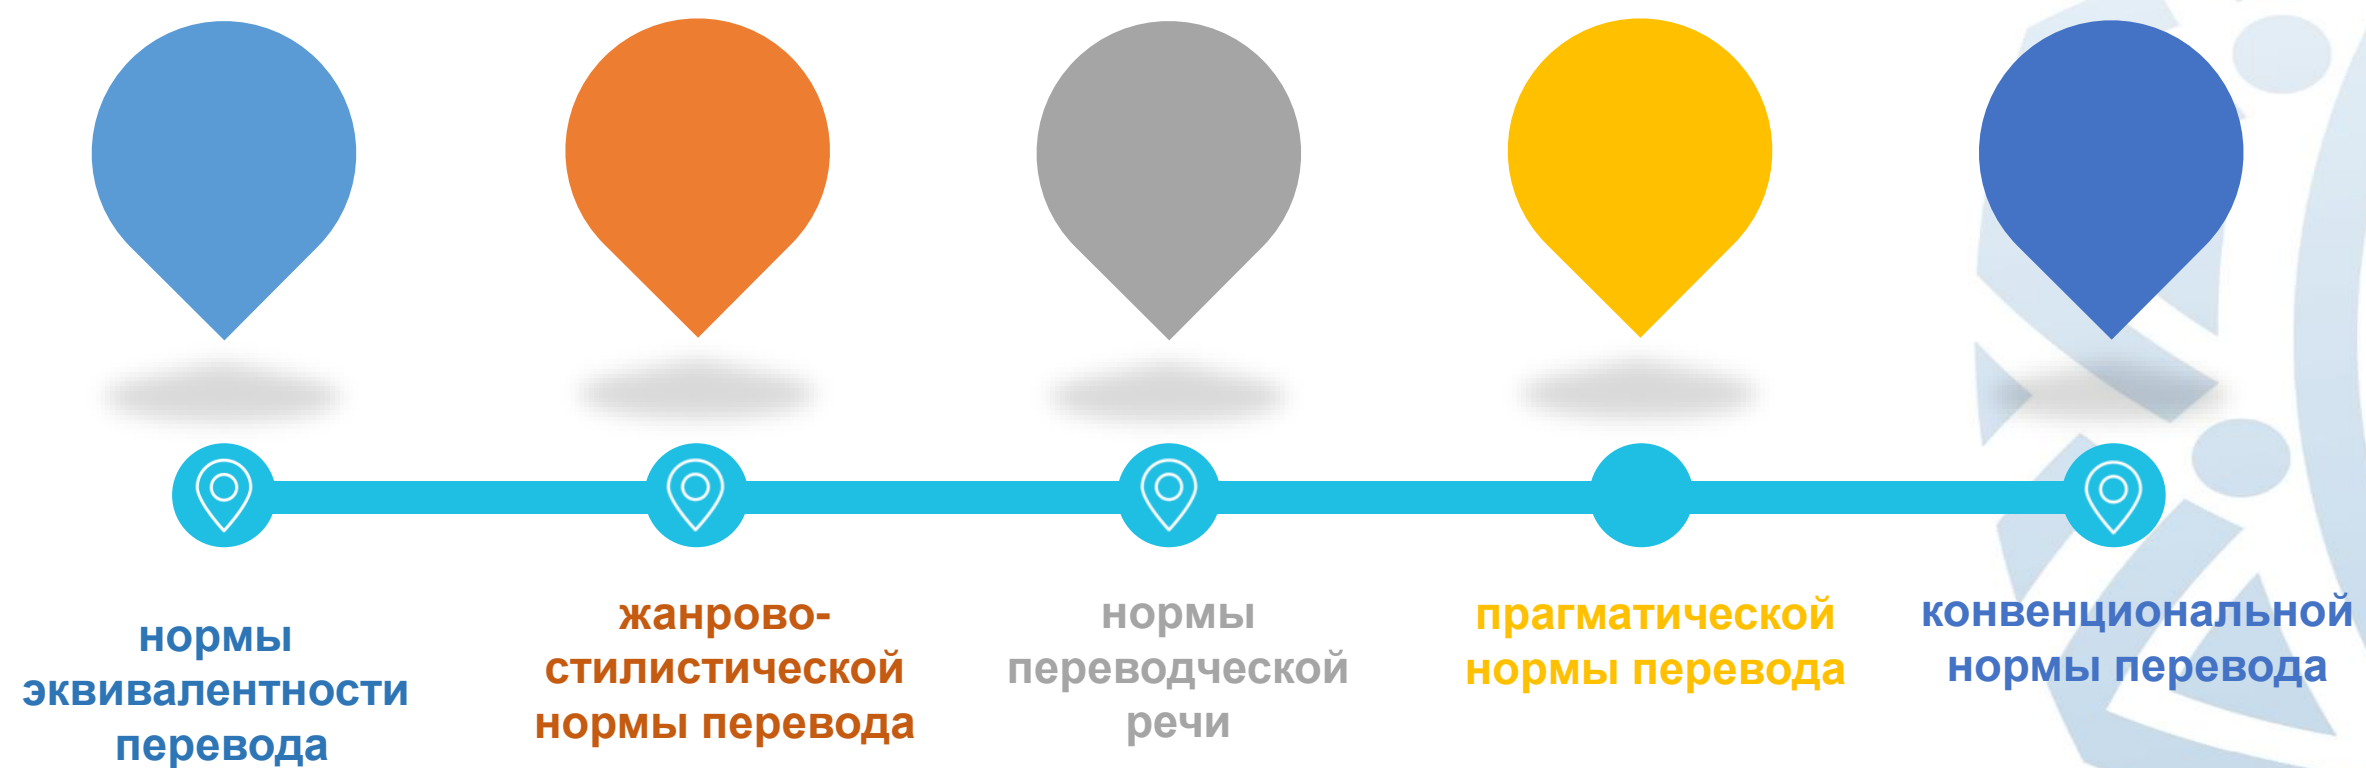 нормы
эквивалентности
перевода
жанрово-
стилистической
нормы перевода
нормы
переводческой
речи
прагматической
нормы перевода
конвенциональной
нормы перевода